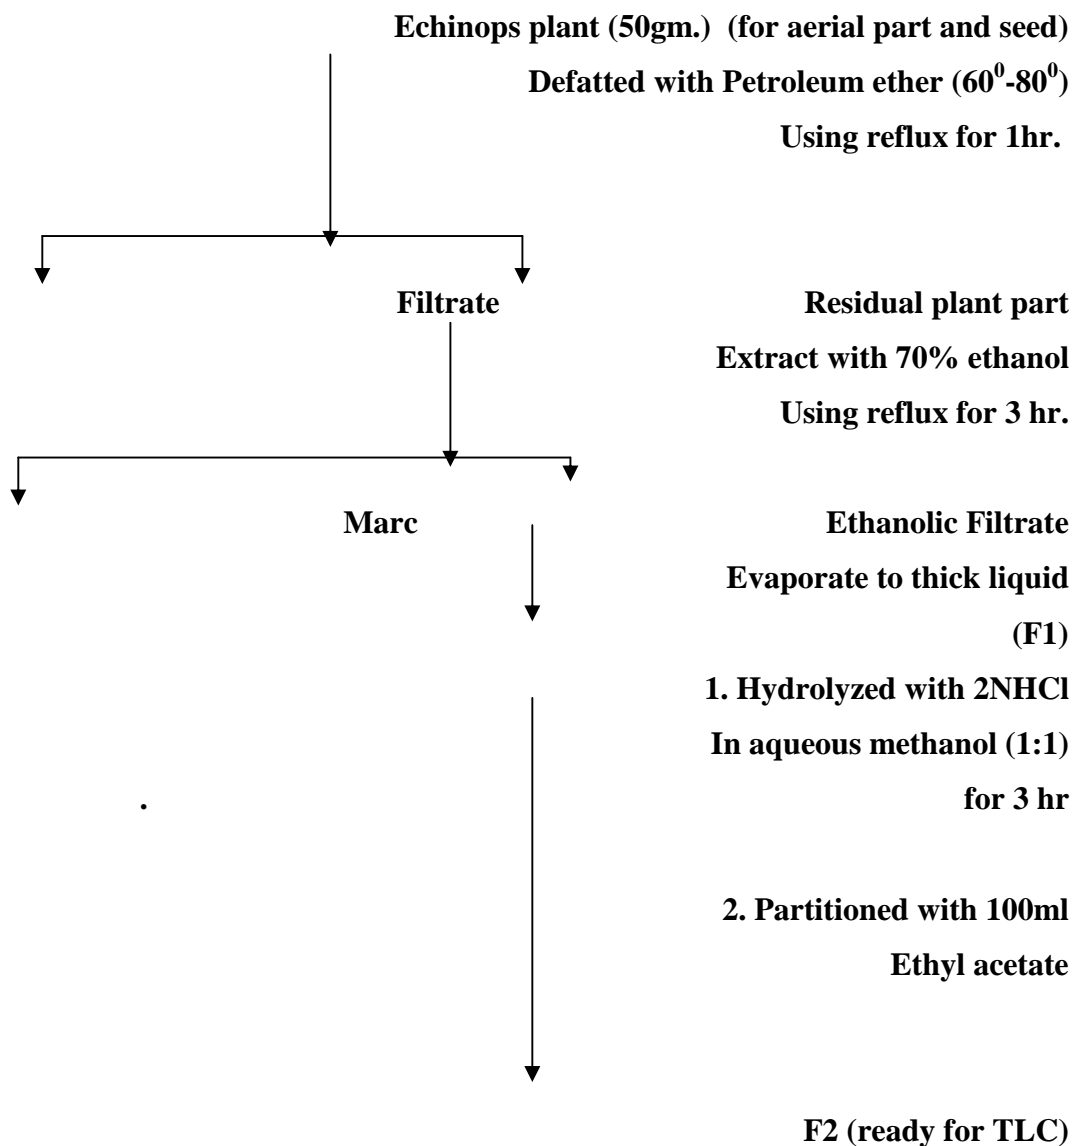 Echinops plant (50gm.) (for aerial part and seed)
Defatted with Petroleum ether (60⁰-80⁰)
Using reflux for 1hr.
Filtrate Residual plant part
Extract with 70% ethanol
Using reflux for 3 hr.
Marc Ethanolic Filtrate
Evaporate to thick liquid
(F1)
1. Hydrolyzed with 2NHCl
In aqueous methanol (1:1)
. for 3 hr
2. Partitioned with 100ml
Ethyl acetate
F2 (ready for TLC)